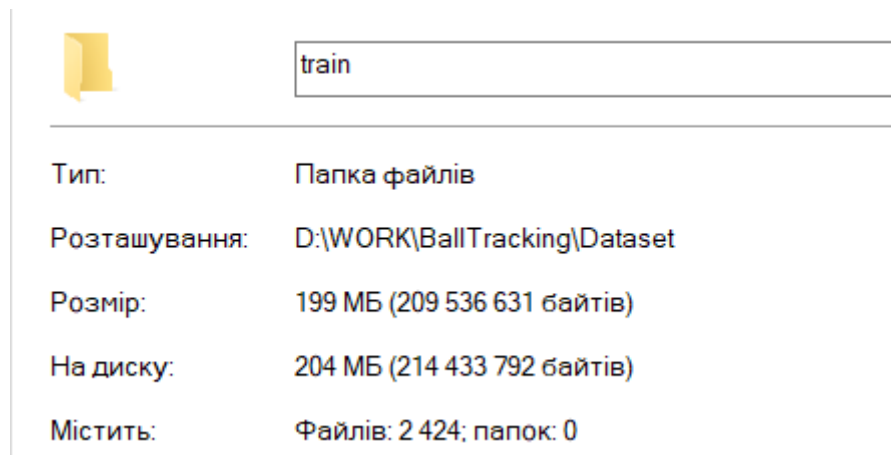 train
Тип: Папка файлів
Розташування: D:\WORK\BallTracking\Dataset
Розмір: 199 МБ (209 536 631 байтів)
На диску: 204 МБ (214 433 792 байтів)
Містить: Файлів: 2 424; папок: 0